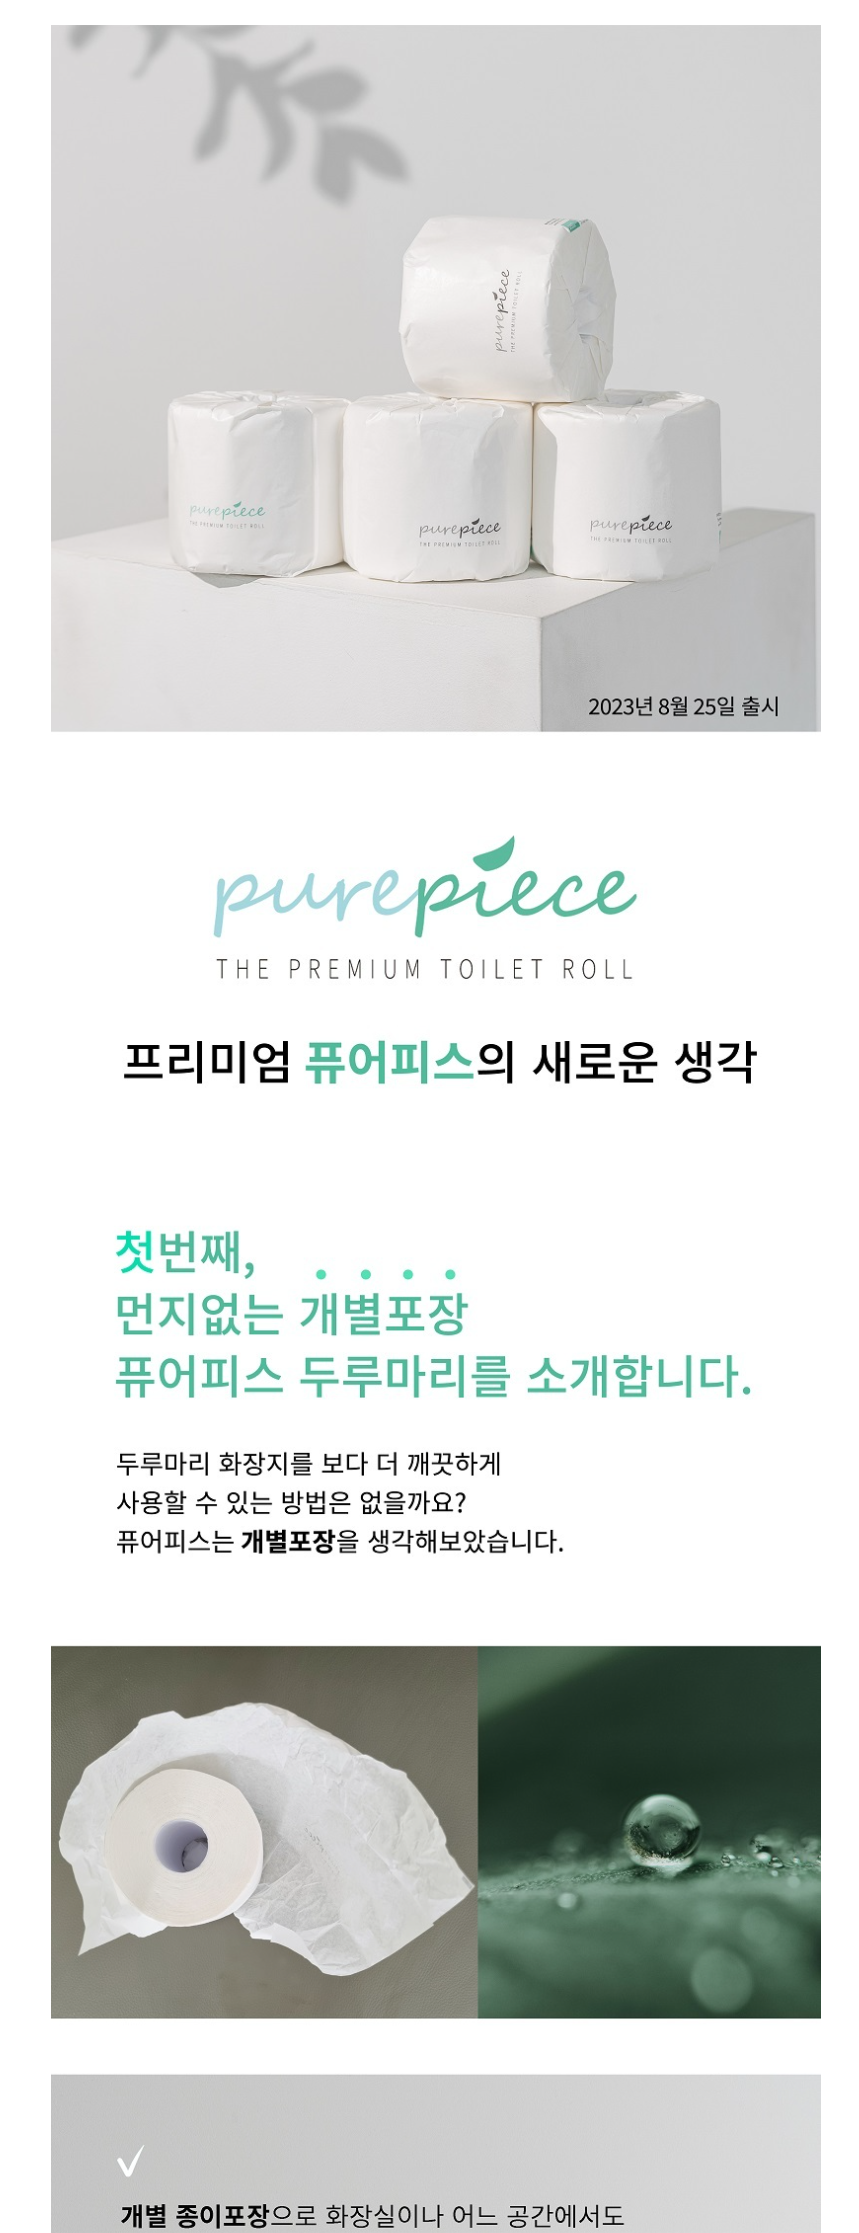 purepiece
THE PREMIUM TOILET ROLL
purepiece
THE PREMIUM TOILET ROLL
purepiece
THE PREMIUM TOILET ROLL
purepiece
THE PREMIUM TOILET ROLL
2023년 8월 25일 출시
purepiece
THE PREMIUM TOILET ROLL
프리미엄 퓨어피스의 새로운 생각
첫번째,
먼지없는 개별포장
퓨어피스 두루마리를 소개합니다.
두루마리 화장지를 보다 더 깨끗하게
사용할 수 있는 방법은 없을까요?
퓨어피스는 개별포장을 생각해보았습니다.
개별 종이포장으로 화장실이나 어느 공간에서도